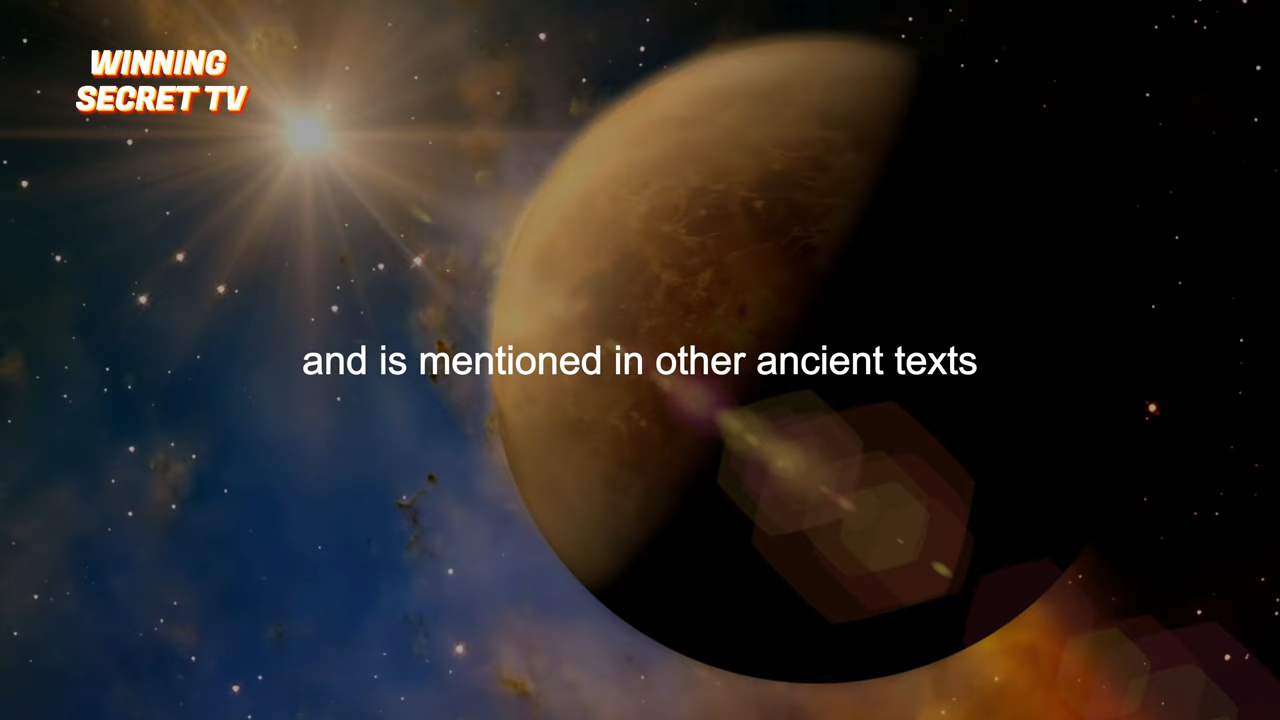 WINNING
SECRET TV
and is mentioned in other ancient texts